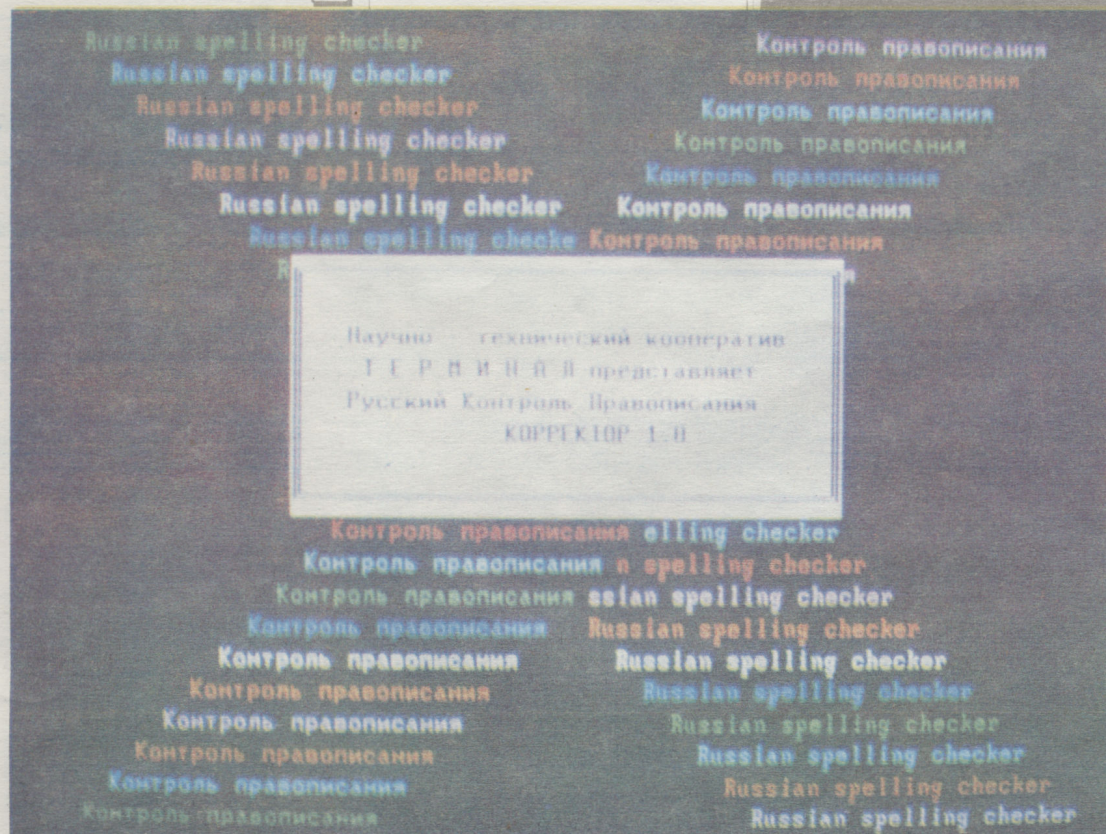 Russian spelling checker Контроль правописания
Russian spelling checker Контроль правописания
Russian spelling checker Контроль правописания
Russian spelling checker Контроль правописания
Russian spelling checker Контроль правописания
Russian spelling checker Контроль правописания
Russian spelling checke Контроль правописания
Научно - технический кооператив
Т Е Р М И Н А Л представляет
Русский Контроль Правописания
КОРРЕКТОР 1.0
Контроль правописания elling checker
Контроль правописания n spelling checker
Контроль правописания ssian spelling checker
Контроль правописания Russian spelling checker
Контроль правописания Russian spelling checker
Контроль правописания Russian spelling checker
Контроль правописания Russian spelling checker
Контроль правописания Russian spelling checker
Контроль правописания Russian spelling checker
Контроль правописания Russian spelling checker